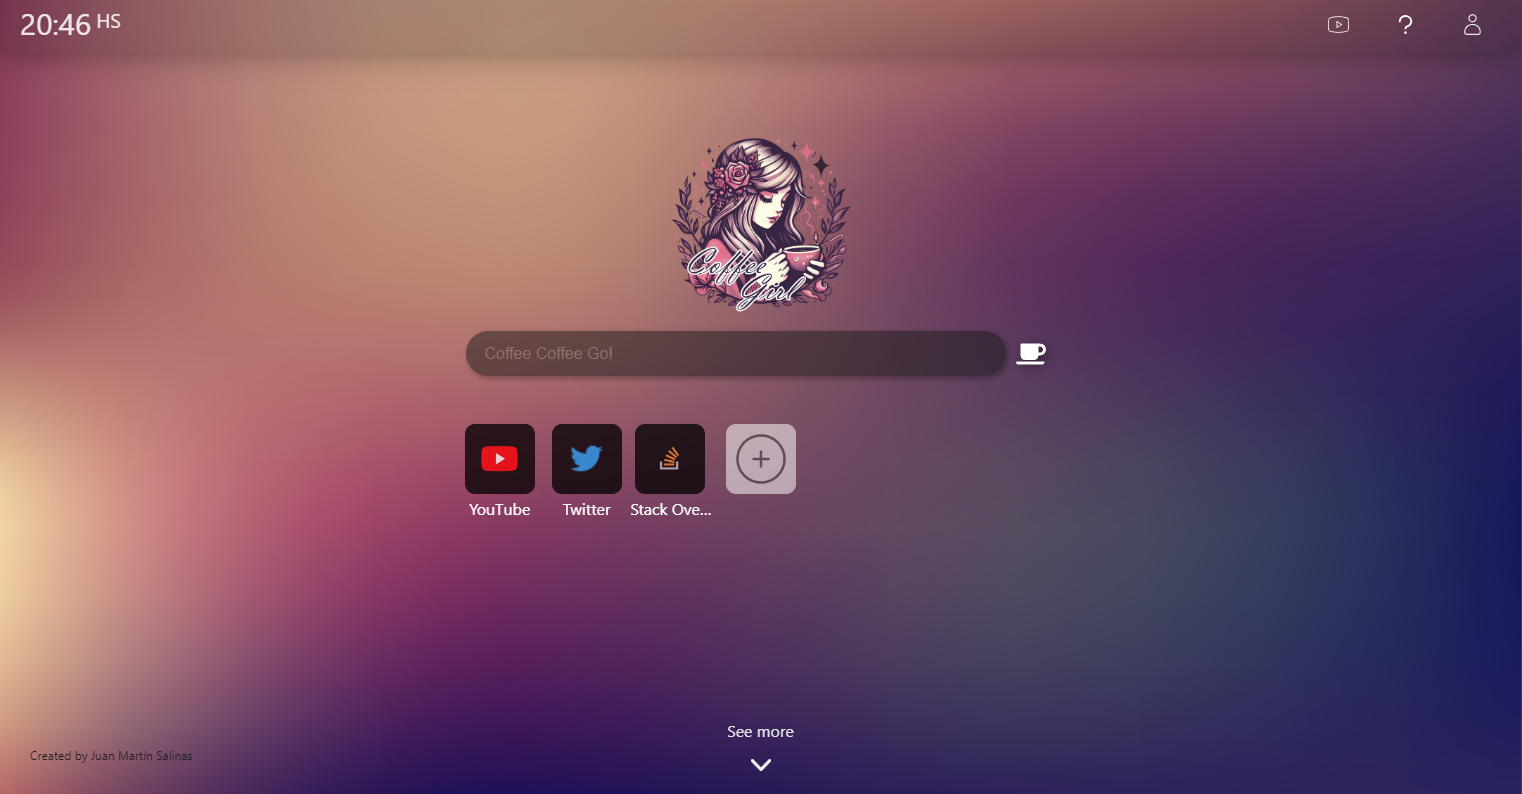 20:46 HS
Coffee
Girl
Coffee Coffee Go!
YouTube
Twitter
Stack Ove...
See more
Created by Juan Martín Salinas